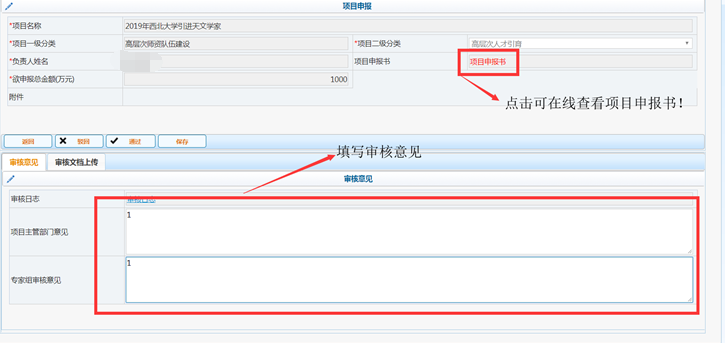 项目申报
*项目名称 2019年西北大学引进天文学家
*项目一级分类 高层次师资队伍建设 *项目二级分类 高层次人才引育
*负责人姓名 项目申报书 项目申报书
*欲申报总金额(万元) 1000
附件
点击可在线查看项目申报书!
返回 驳回 通过 保存
填写审核意见
审核意见 审核文档上传
审核意见
审核日志 审核日志
项目主管部门意见 1
专家组审核意见 1